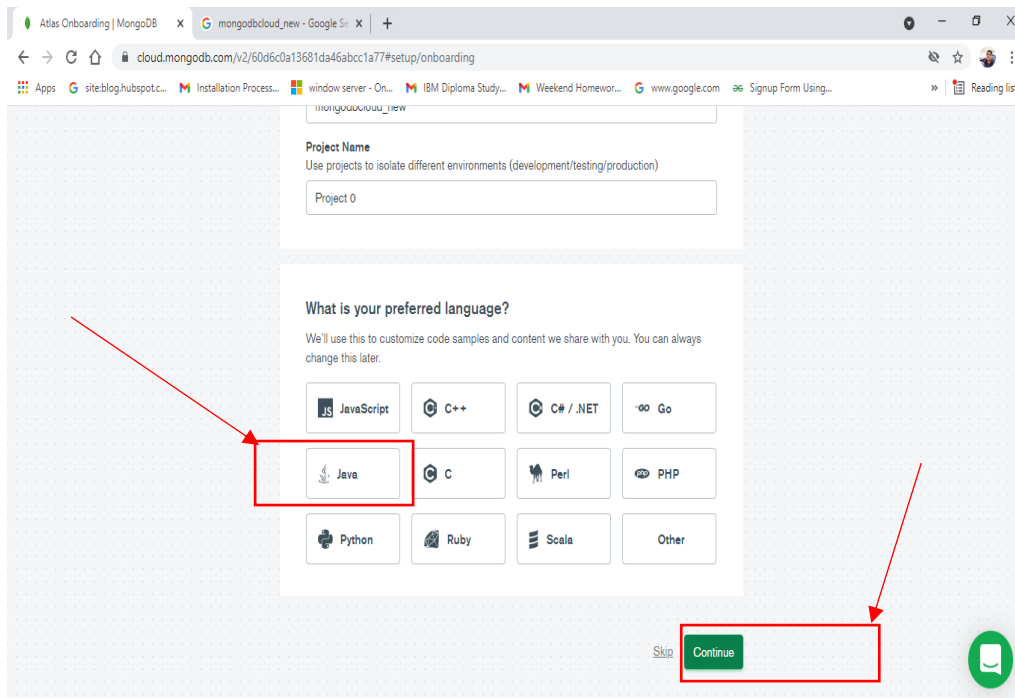 Atlas Onboarding | MongoDB
mongodbcloud_new - Google Se
cloud.mongodb.com/v2/60d6c0a13681da46abcc1a77#setup/onboarding
Apps
site:blog.hubspot.c...
Installation Process...
window server - On...
IBM Diploma Study...
Weekend Homewor...
www.google.com
Signup Form Using...
»
Reading list
mongodbcloud_new
Project Name
Use projects to isolate different environments (development/testing/production)
Project 0
What is your preferred language?
We'll use this to customize code samples and content we share with you. You can always
change this later.
JS JavaScript
C++
C# / .NET
GO Go
Java
C C
Perl
php PHP
Python
Ruby
Scala
Other
Skip
Continue